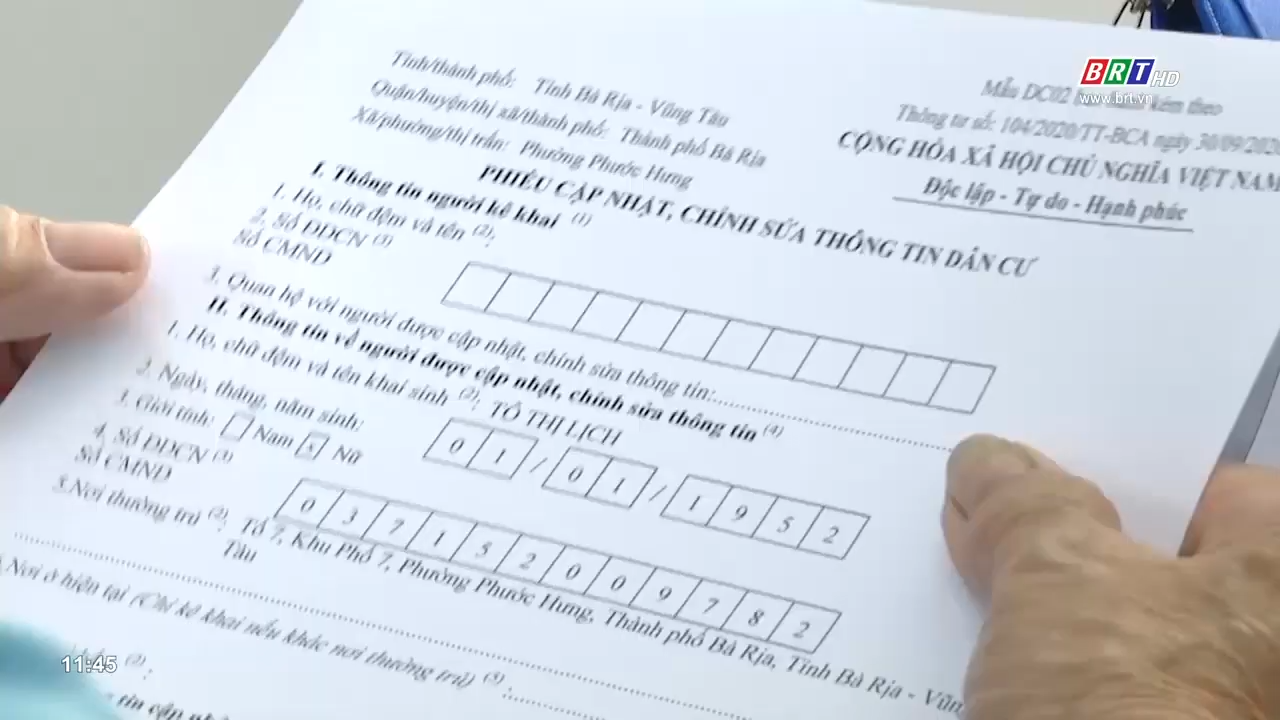 BRT HD
www.brt.vn
Mẫu DC02 kèm theo
Thông tư số: 104/2020/TT-BCA ngày 30/09/2020
Tỉnh/thành phố: Tỉnh Bà Rịa - Vũng Tàu
Quận/huyện/thị xã/thành phố: Thành phố Bà Rịa
Xã/phường/thị trấn: Phường Phước Hưng
CỘNG HÒA XÃ HỘI CHỦ NGHĨA VIỆT NAM
Độc lập - Tự do - Hạnh phúc
PHIẾU CẬP NHẬT, CHỈNH SỬA THÔNG TIN DÂN CƯ
I. Thông tin người kê khai (1)
1. Họ, chữ đệm và tên (2):
2. Số ĐDCN (3)
Số CMND
3. Quan hệ với người được cập nhật, chỉnh sửa thông tin:
II. Thông tin về người được cập nhật, chỉnh sửa thông tin (4)
1. Họ, chữ đệm và tên khai sinh (2): TÔ THỊ LỊCH
2. Ngày, tháng, năm sinh: 0 1 / 0 1 / 1 9 5 2
3. Giới tính: Nam x Nữ
4. Số ĐDCN (3) 0 3 7 1 5 2 0 0 9 7 8 2
Số CMND
5.Nơi thường trú (2): Tổ 7, Khu Phố 7, Phường Phước Hưng, Thành phố Bà Rịa, Tỉnh Bà Rịa - Vũng
Tàu
Nơi ở hiện tại (Chỉ kê khai nếu khác nơi thường trú) (5):
(2):
tin cập
11:45